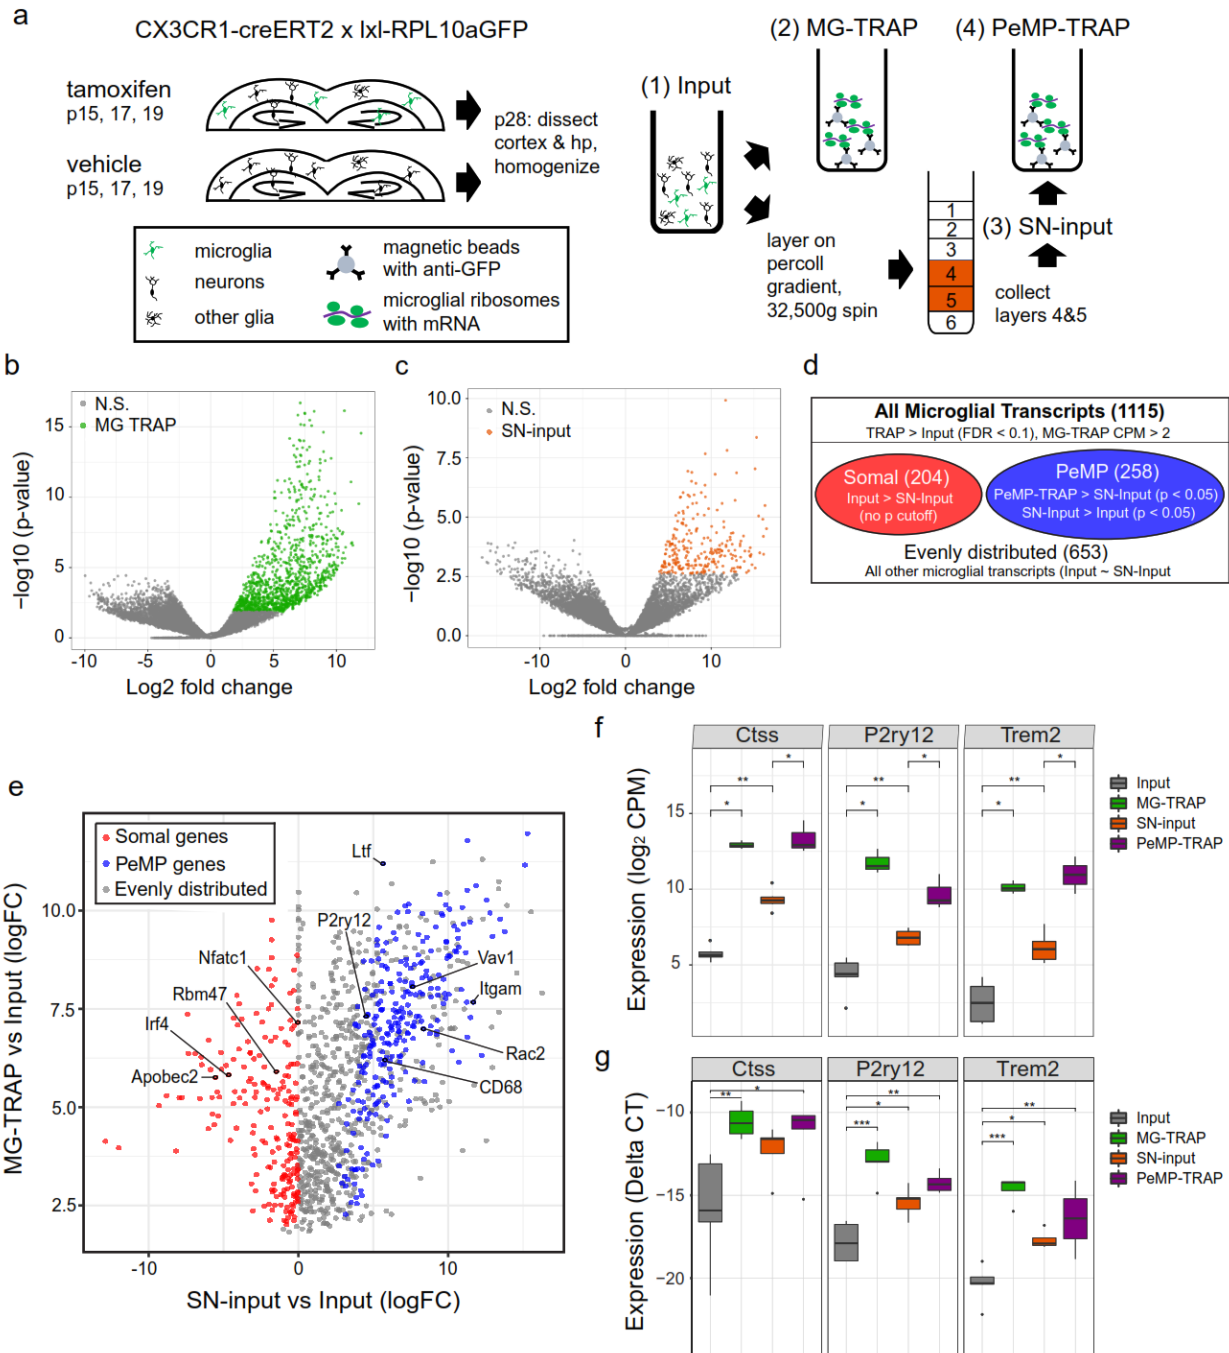 a
CX3CR1-creERT2 x lxl-RPL10aGFP
tamoxifen
p15, 17, 19
vehicle
p15, 17, 19
p28: dissect
cortex & hp,
homogenize
microglia
neurons
other glia
magnetic beads
with anti-GFP
microglial ribosomes
with mRNA
(1) Input
(2) MG-TRAP
(4) PeMP-TRAP
layer on
percoll
gradient,
32,500g spin
1
2
3
4
5
6
(3) SN-input
collect
layers 4&5
b
N.S.
MG TRAP
−log10 (p-value)
15
10
5
0
-10
-5
0
5
10
Log2 fold change
c
N.S.
SN-input
−log10 (p-value)
10.0
7.5
5.0
2.5
0.0
-10
0
10
Log2 fold change
d
All Microglial Transcripts (1115)
TRAP > Input (FDR < 0.1), MG-TRAP CPM > 2
Somal (204)
Input > SN-Input
(no p cutoff)
PeMP (258)
PeMP-TRAP > SN-Input (p < 0.05)
SN-Input > Input (p < 0.05)
Evenly distributed (653)
All other microglial transcripts (Input ~ SN-Input
e
Somal genes
PeMP genes
Evenly distributed
Ltf
P2ry12
Nfatc1
Rbm47
Irf4
Apobec2
Vav1
Itgam
Rac2
CD68
MG-TRAP vs Input (logFC)
10.0
7.5
5.0
2.5
-10
0
10
SN-input vs Input (logFC)
f
Ctss
P2ry12
Trem2
Expression (log2 CPM)
15
10
5
* ** *
* ** *
* ** *
Input
MG-TRAP
SN-input
PeMP-TRAP
g
Ctss
P2ry12
Trem2
Expression (Delta CT)
−10
−15
−20
** *
*** * **
*** * **
Input
MG-TRAP
SN-input
PeMP-TRAP